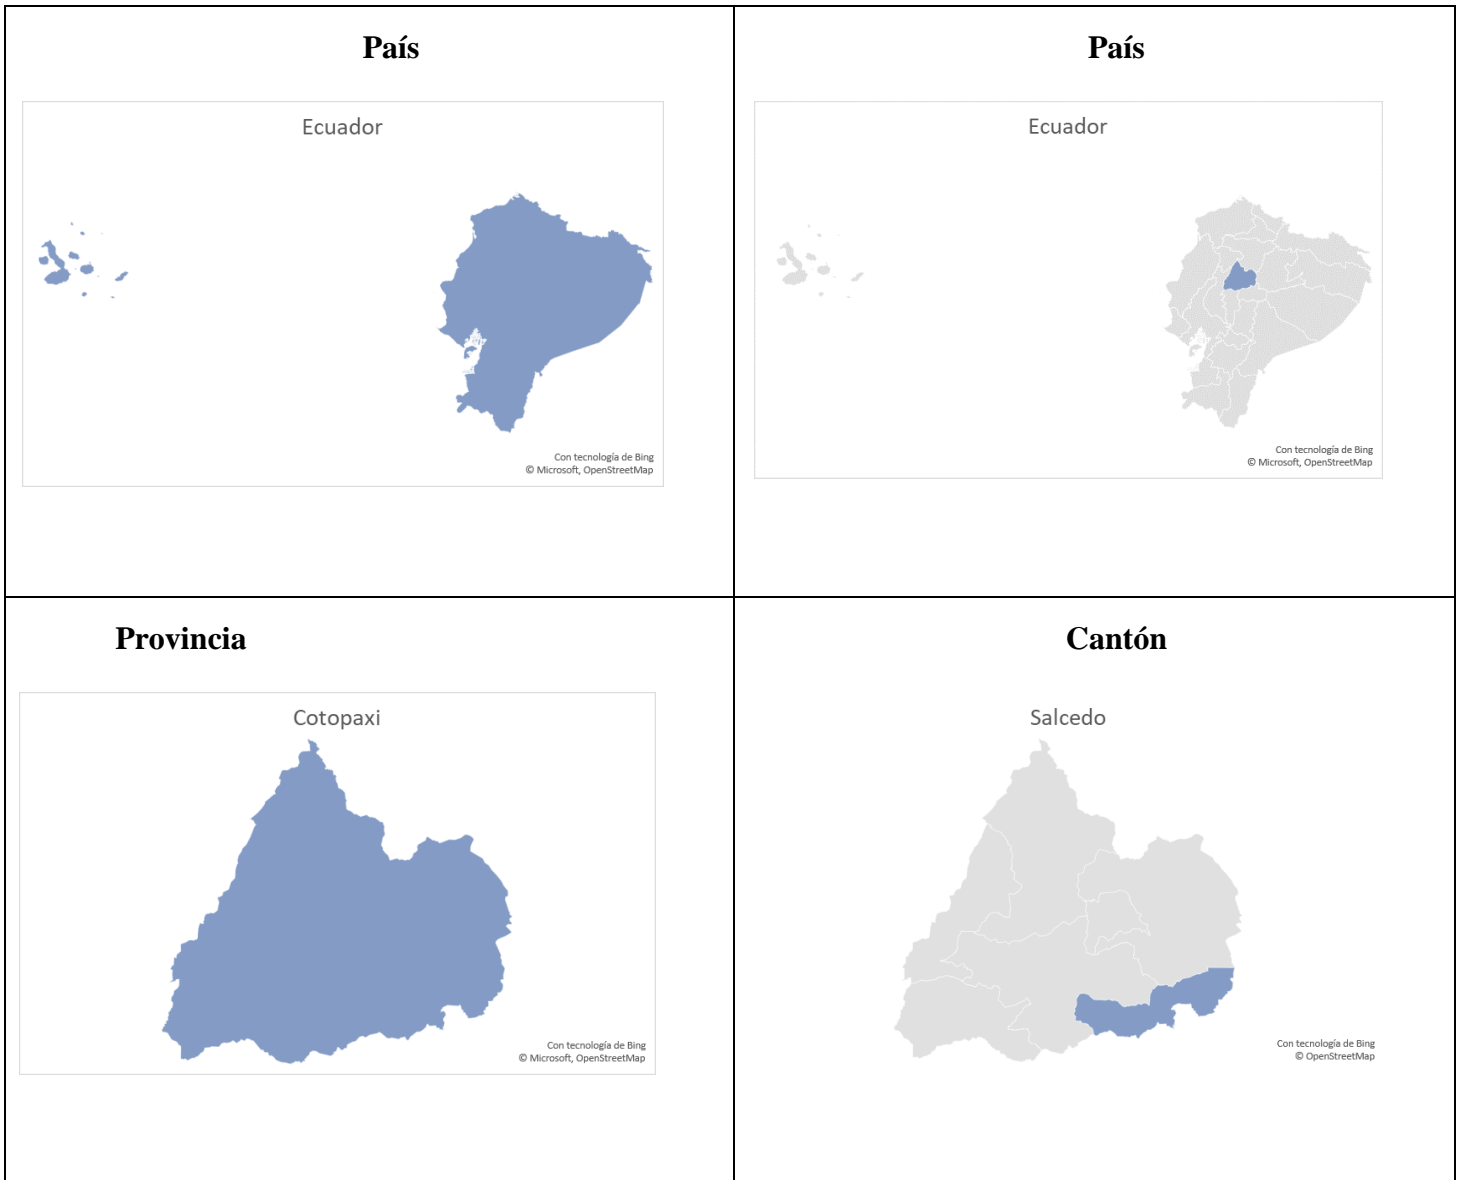 País
Ecuador
Con tecnología de Bing
© Microsoft, OpenStreetMap
País
Ecuador
Con tecnología de Bing
© Microsoft, OpenStreetMap
Provincia
Cotopaxi
Con tecnología de Bing
© Microsoft, OpenStreetMap
Cantón
Salcedo
Con tecnología de Bing
© OpenStreetMap